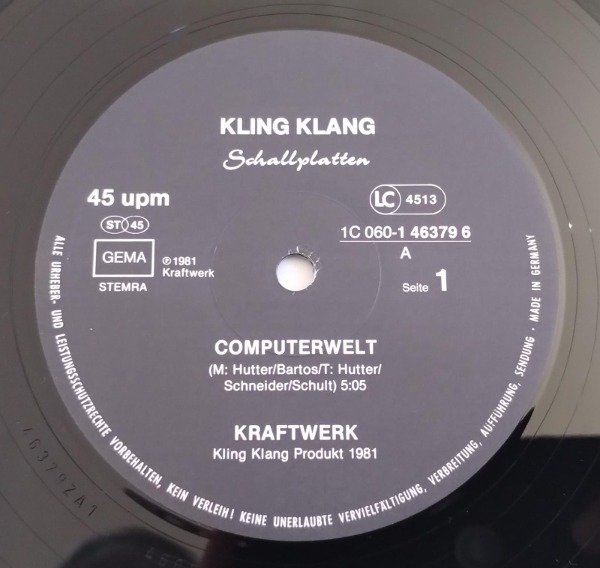 KLING KLANG
Schallplatten
45 upm
ST 45
GEMA
STEMRA
℗1981
Kraftwerk
LC 4513
1C 060-1 46379 6
A
Seite 1
COMPUTERWELT
(M: Hutter/Bartos/T: Hutter/
Schneider/Schult) 5:05
KRAFTWERK
Kling Klang Produkt 1981
ALLE URHEBER- UND LEISTUNGSSCHUTZRECHTE VORBEHALTEN, KEIN VERLEIH! KEINE UNERLAUBTE VERVIELFÄLTIGUNG, VERBREITUNG, AUFFÜHRUNG, SENDUNG · MADE IN GERMANY